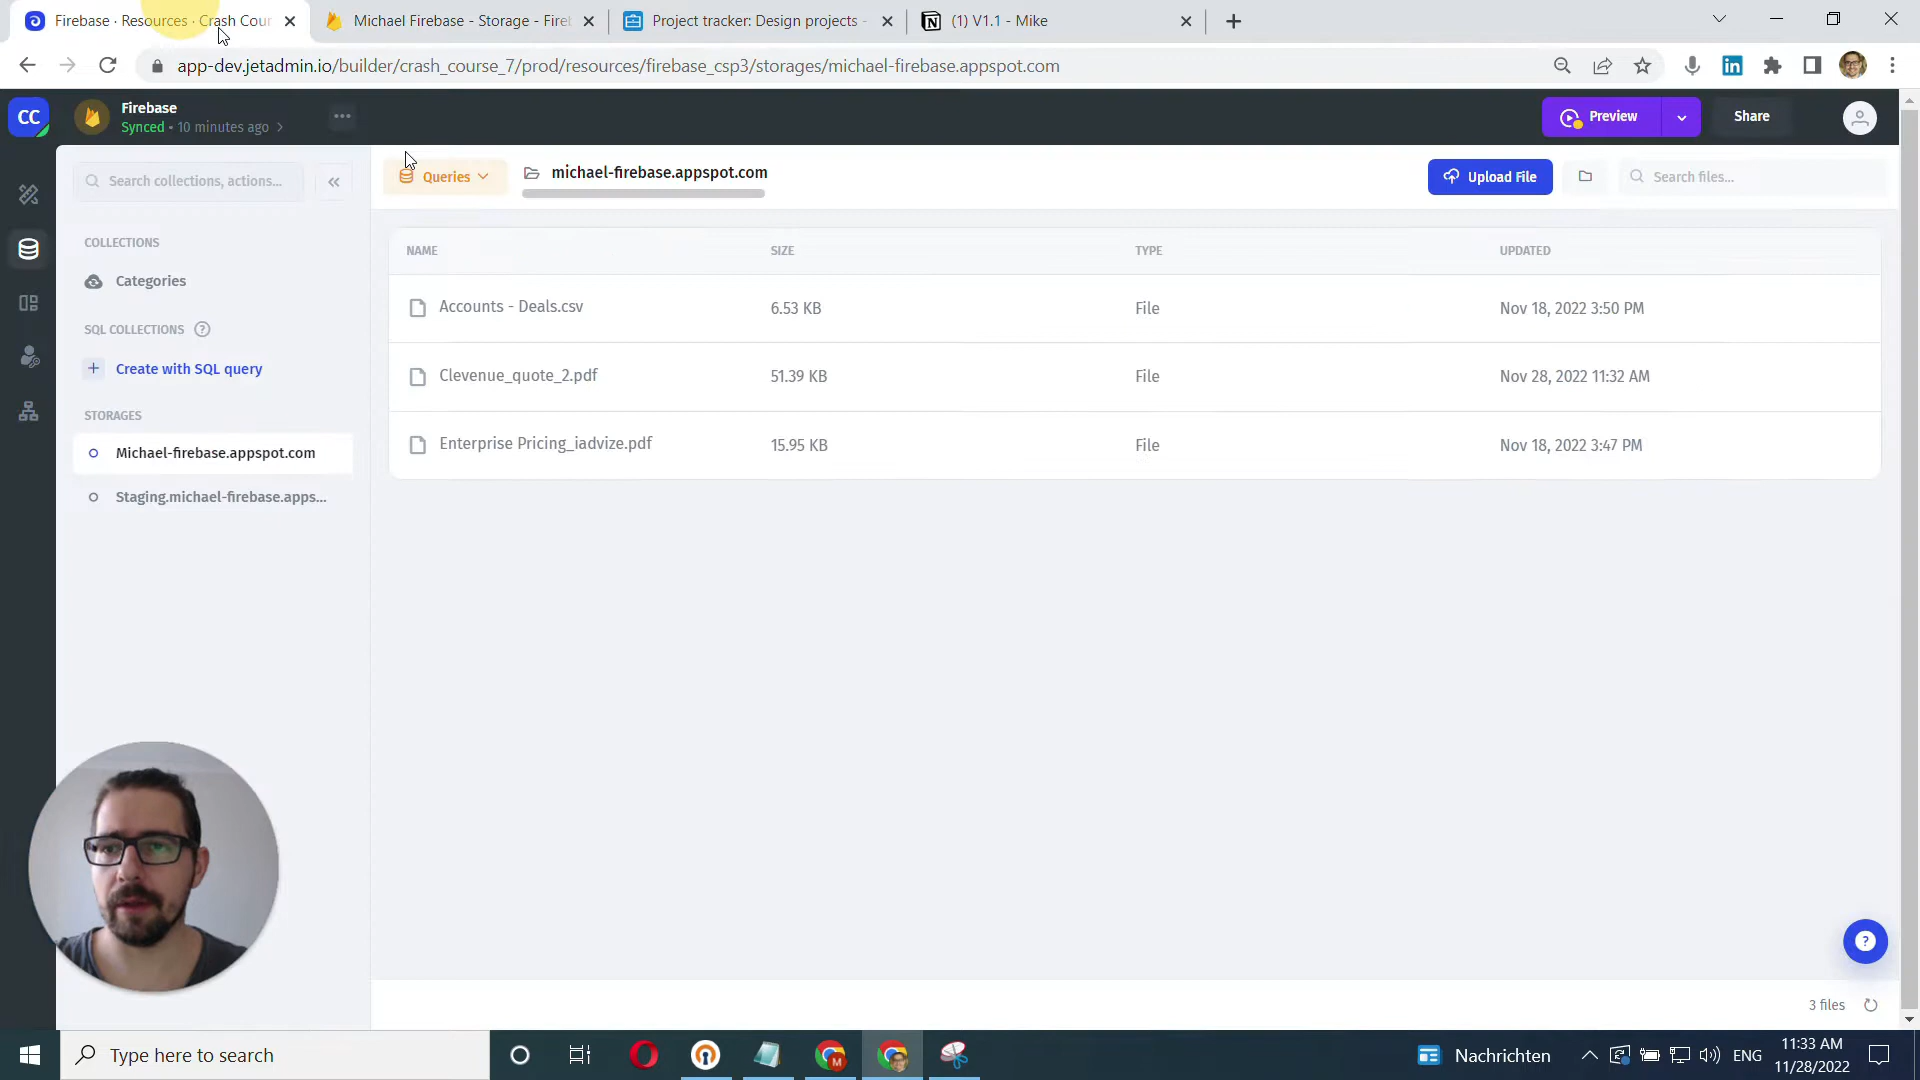 Firebase · Resources · Crash Cour
Michael Firebase - Storage - Fire
Project tracker: Design projects -
(1) V1.1 - Mike
app-dev.jetadmin.io/builder/crash_course_7/prod/resources/firebase_csp3/storages/michael-firebase.appspot.com
CC
Firebase
Synced • 10 minutes ago
Preview
Share
Search collections, actions...
Queries
michael-firebase.appspot.com
Upload File
Search files...
COLLECTIONS
Categories
SQL COLLECTIONS ?
Create with SQL query
STORAGES
Michael-firebase.appspot.com
Staging.michael-firebase.apps...
NAME SIZE TYPE UPDATED
Accounts - Deals.csv 6.53 KB File Nov 18, 2022 3:50 PM
Clevenue_quote_2.pdf 51.39 KB File Nov 28, 2022 11:32 AM
Enterprise Pricing_iadvize.pdf 15.95 KB File Nov 18, 2022 3:47 PM
?
3 files
Type here to search
M
Nachrichten
ENG
11:33 AM
11/28/2022